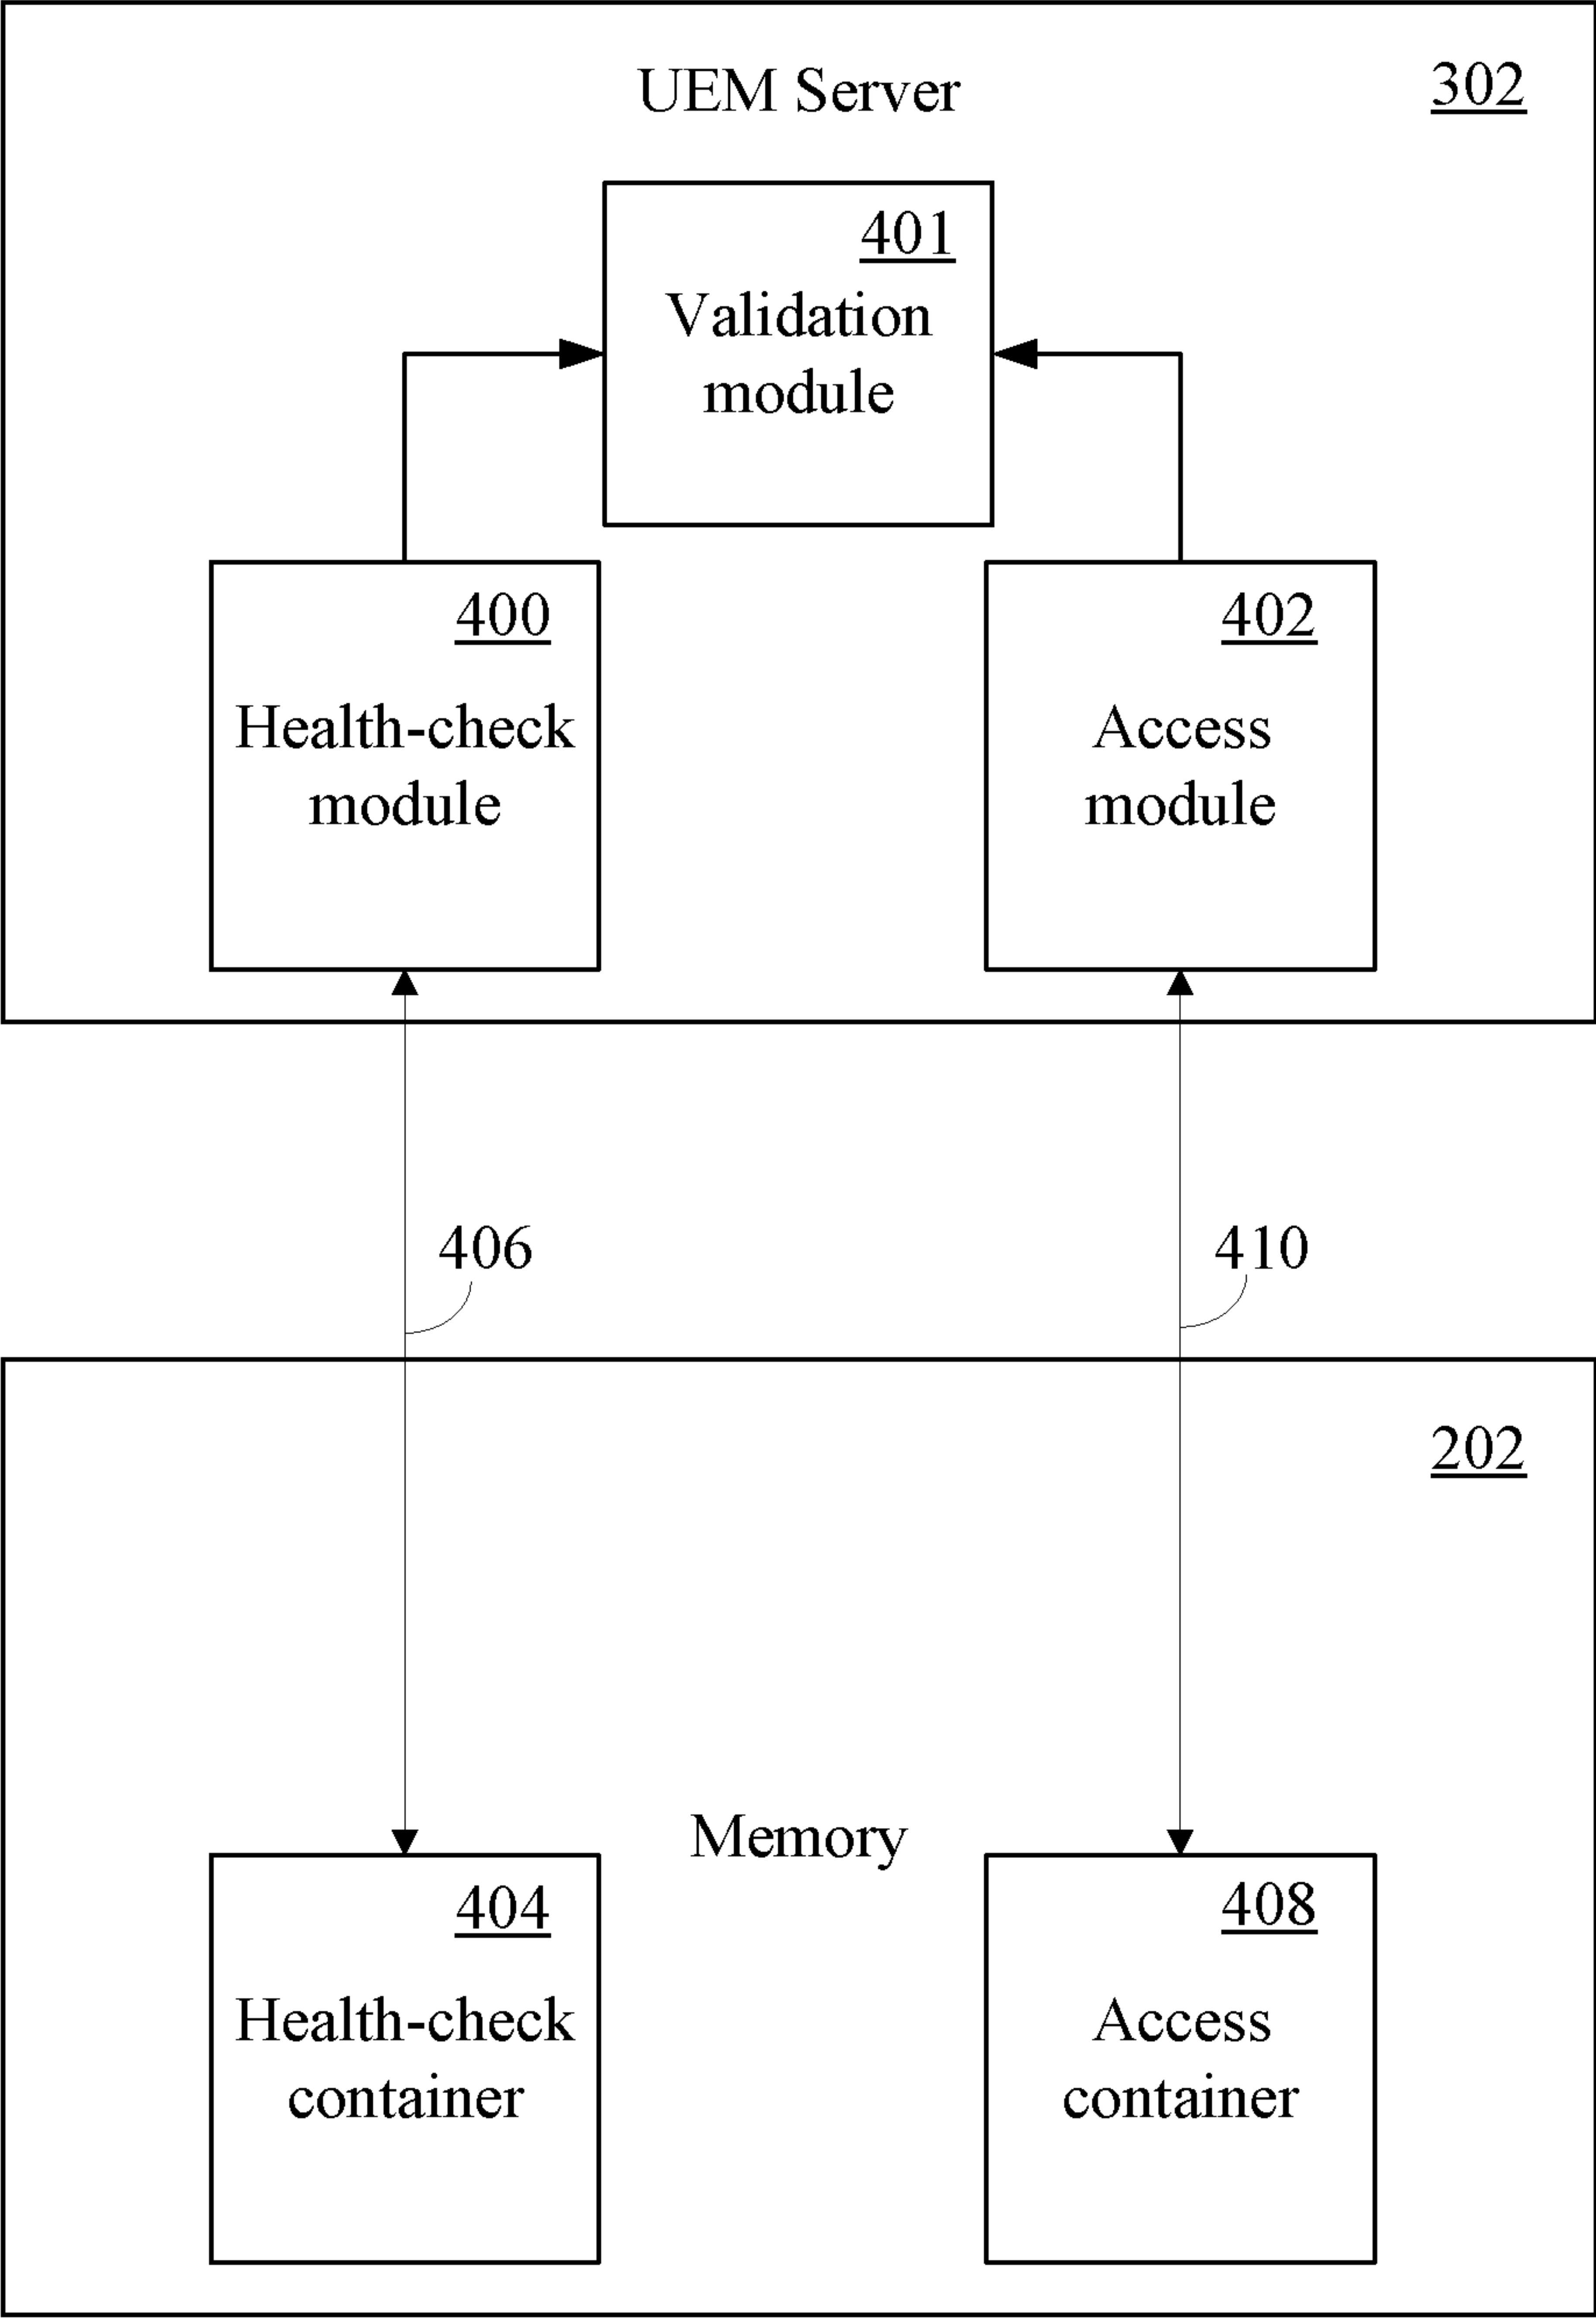 UEM Server
302
401
Validation
module
400
Health-check
module
402
Access
module
406
410
202
Memory
404
Health-check
container
408
Access
container